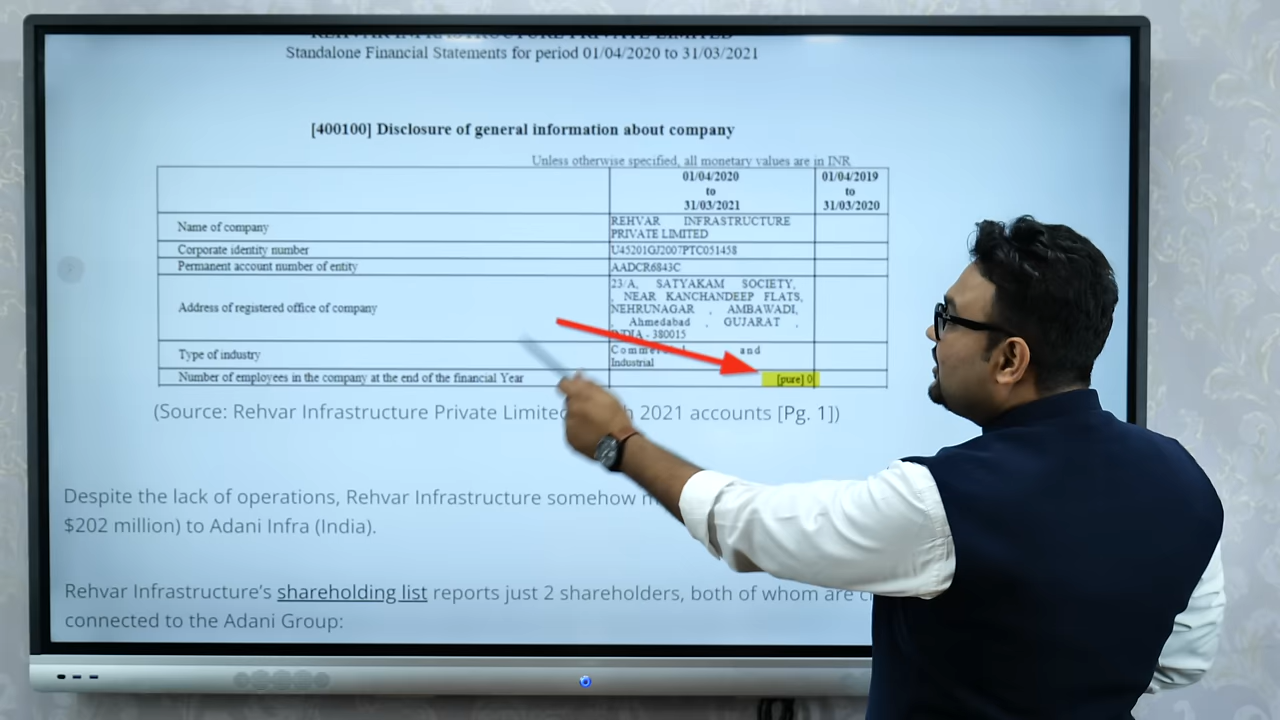 REHVAR INFRASTRUCTURE PRIVATE LIMITED
Standalone Financial Statements for period 01/04/2020 to 31/03/2021
[400100] Disclosure of general information about company
Unless otherwise specified, all monetary values are in INR
01/04/2020 01/04/2019
to to
31/03/2021 31/03/2020
Name of company REHVAR INFRASTRUCTURE
PRIVATE LIMITED
Corporate identity number U45201GJ2007PTC051458
Permanent account number of entity AADCR6843C
Address of registered office of company 23/A, SATYAKAM SOCIETY,
, NEAR KANCHANDEEP FLATS,
NEHRUNAGAR , AMBAWADI,
, Ahmedabad , GUJARAT ,
INDIA - 380015
Type of industry and
Industrial
Number of employees in the company at the end of the financial Year [pure] 0
(Source: Rehvar Infrastructure Private Limited 2021 accounts [Pg. 1])
Despite the lack of operations, Rehvar Infrastructure somehow
$202 million) to Adani Infra (India).
Rehvar Infrastructure's shareholding list reports just 2 shareholders, both of whom are
connected to the Adani Group: